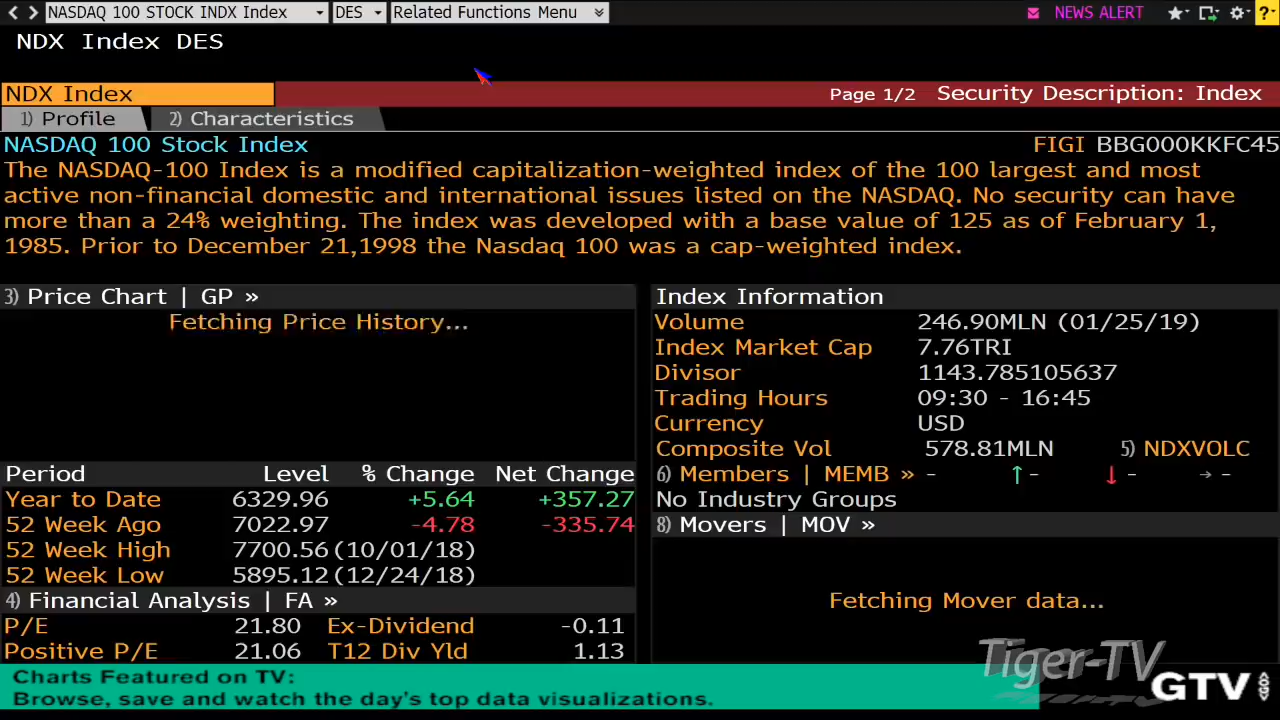 NASDAQ 100 STOCK INDX Index DES Related Functions Menu NEWS ALERT ?
NDX Index DES
NDX Index Page 1/2 Security Description: Index
1) Profile 2) Characteristics
NASDAQ 100 Stock Index FIGI BBG000KKFC45
The NASDAQ-100 Index is a modified capitalization-weighted index of the 100 largest and most
active non-financial domestic and international issues listed on the NASDAQ. No security can have
more than a 24% weighting. The index was developed with a base value of 125 as of February 1,
1985. Prior to December 21,1998 the Nasdaq 100 was a cap-weighted index.
3) Price Chart | GP »
Fetching Price History...
Index Information
Volume 246.90MLN (01/25/19)
Index Market Cap 7.76TRI
Divisor 1143.785105637
Trading Hours 09:30 - 16:45
Currency USD
Composite Vol 578.81MLN 5) NDXVOLC
6) Members | MEMB » - ↑- ↓- → -
No Industry Groups
8) Movers | MOV »
Fetching Mover data...
Period Level % Change Net Change
Year to Date 6329.96 +5.64 +357.27
52 Week Ago 7022.97 -4.78 -335.74
52 Week High 7700.56 (10/01/18)
52 Week Low 5895.12 (12/24/18)
4) Financial Analysis | FA »
P/E 21.80 Ex-Dividend -0.11
Positive P/E 21.06 T12 Div Yld 1.13
Tiger-TV
Charts Featured on TV:
Browse, save and watch the day's top data visualizations.
GTV